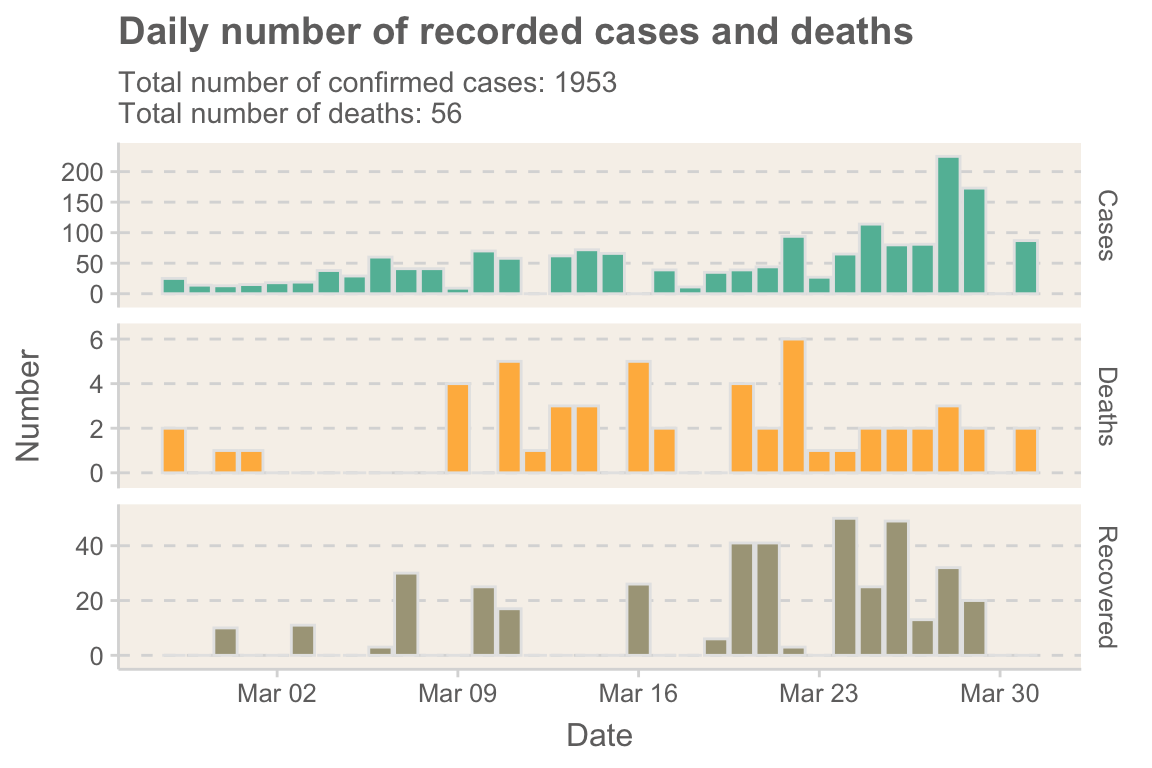 Daily number of recorded cases and deaths
Total number of confirmed cases: 1953
Total number of deaths: 56
200
150
100
50
0
Cases
6
4
2
0
Deaths
Number
40
20
0
Recovered
Mar 02
Mar 09
Mar 16
Mar 23
Mar 30
Date